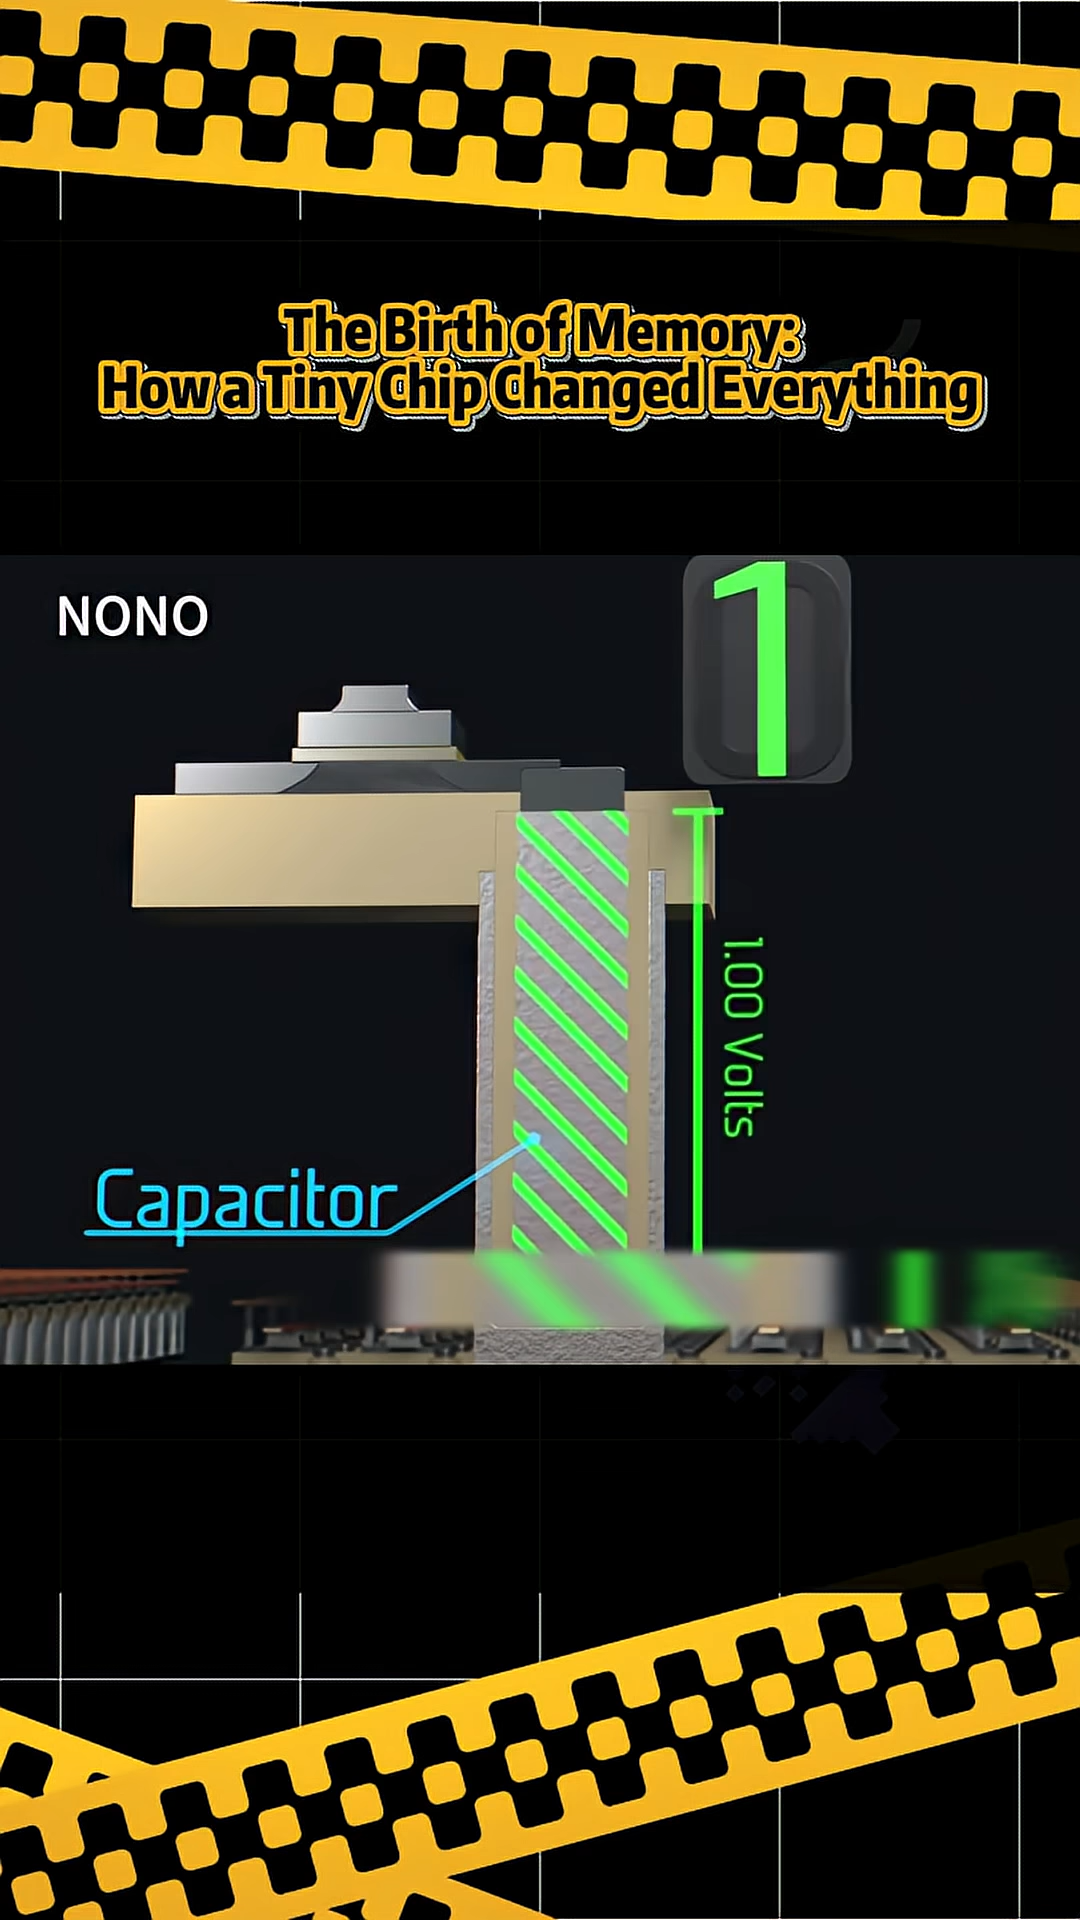 The Birth of Memory:
How a Tiny Chip Changed Everything
NONO
1
1.00 Volts
Capacitor